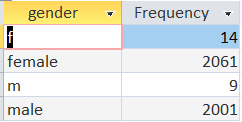 gender Frequency
f 14
female 2061
m 9
male 2001